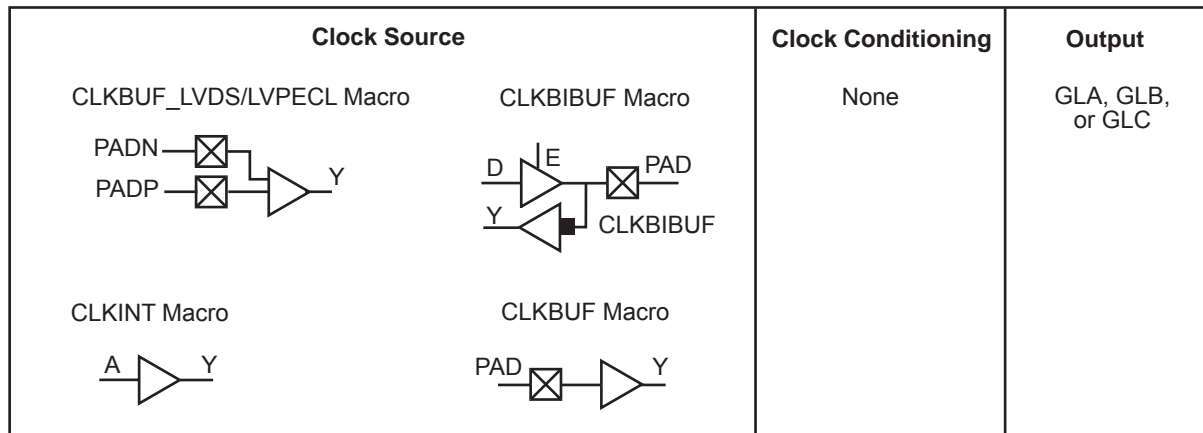 Clock Source
Clock Conditioning
Output
CLKBUF_LVDS/LVPECL Macro
PADN
PADP
Y
CLKBIBUF Macro
E
D
PAD
Y
CLKBIBUF
None
GLA, GLB,
or GLC
CLKINT Macro
A
Y
CLKBUF Macro
PAD
Y